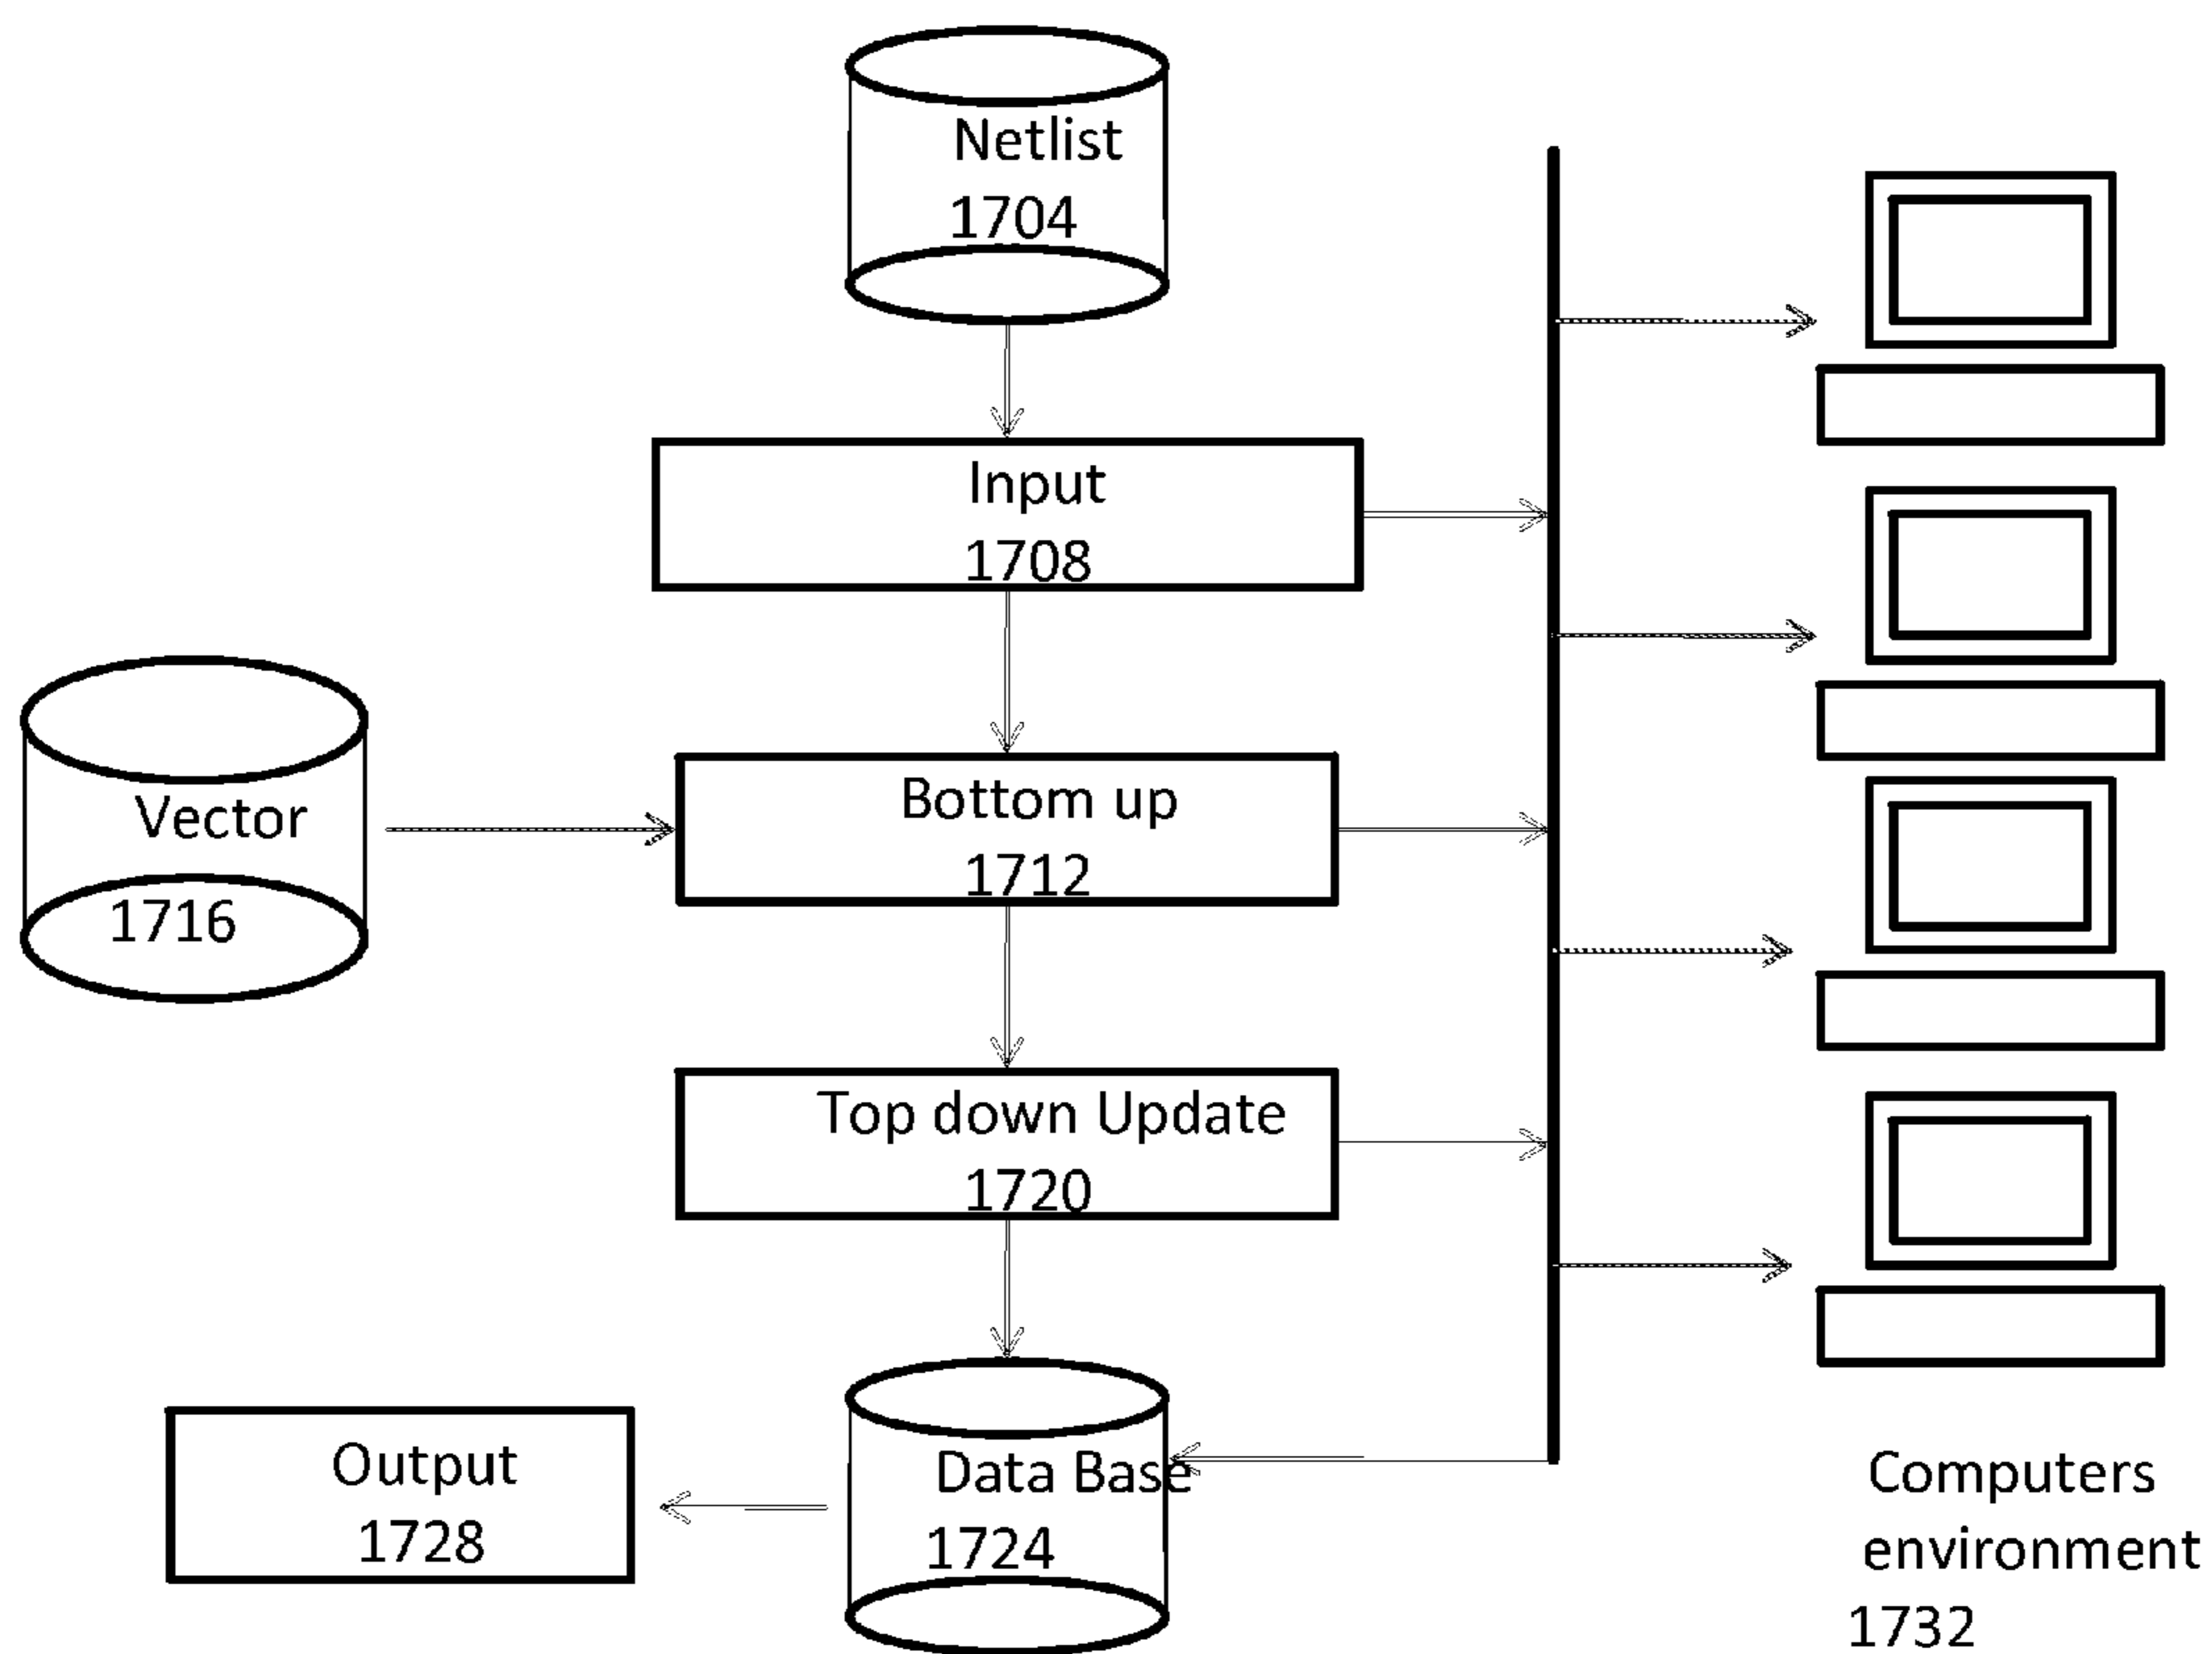 Netlist
1704
Input
1708
Vector
1716
Bottom up
1712
Top down Update
1720
Output
1728
Data Base
1724
Computers
environment
1732